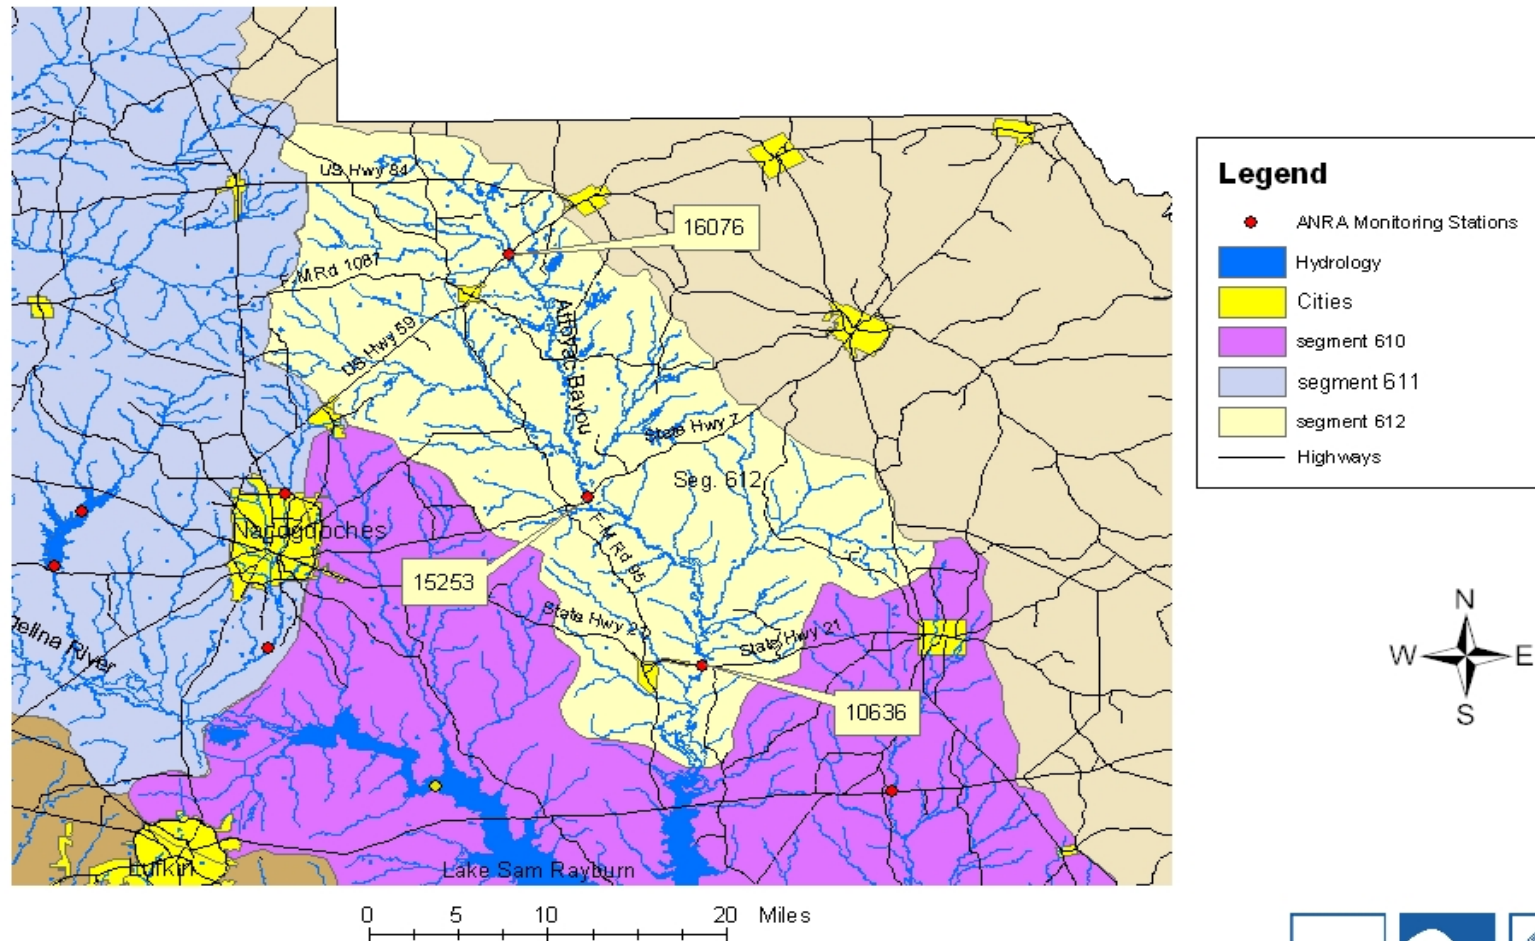 US Hwy 84
16076
F M Rd 1087
US Hwy 59
Attoyac Bayou
State Hwy 7
Seg. 612
Nacogdoches
F M Rd 95
15253
State Hwy 21
State Hwy 21
gelina River
10636
Lufkin
Lake Sam Rayburn
0 5 10 20 Miles
Legend
ANRA Monitoring Stations
Hydrology
Cities
segment 610
segment 611
segment 612
Highways
N
W E
S